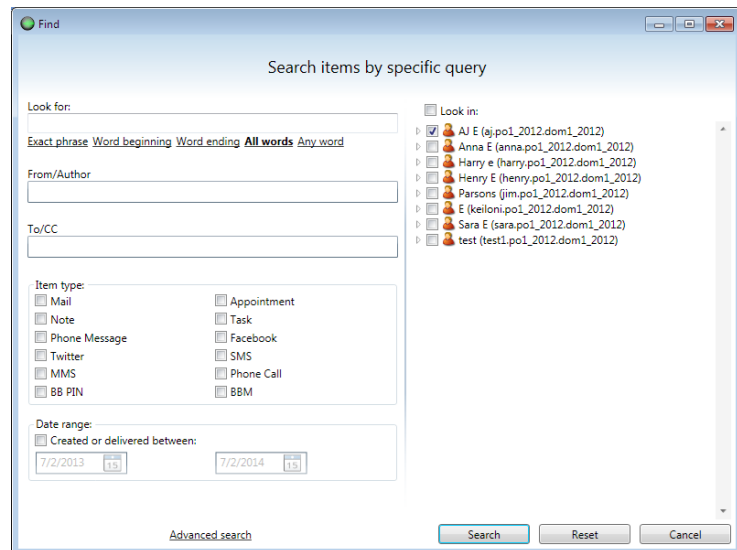 Find
Search items by specific query
Look for:
Exact phrase Word beginning Word ending All words Any word
From/Author
To/CC
Item type:
Mail
Appointment
Note
Task
Phone Message
Facebook
Twitter
SMS
MMS
Phone Call
BB PIN
BBM
Date range:
Created or delivered between:
7/2/2013 15
7/2/2014 15
Advanced search
Look in:
AJ E (aj.po1_2012.dom1_2012)
Anna E (anna.po1_2012.dom1_2012)
Harry e (harry.po1_2012.dom1_2012)
Henry E (henry.po1_2012.dom1_2012)
Parsons (jim.po1_2012.dom1_2012)
E (keiloni.po1_2012.dom1_2012)
Sara E (sara.po1_2012.dom1_2012)
test (test1.po1_2012.dom1_2012)
Search
Reset
Cancel